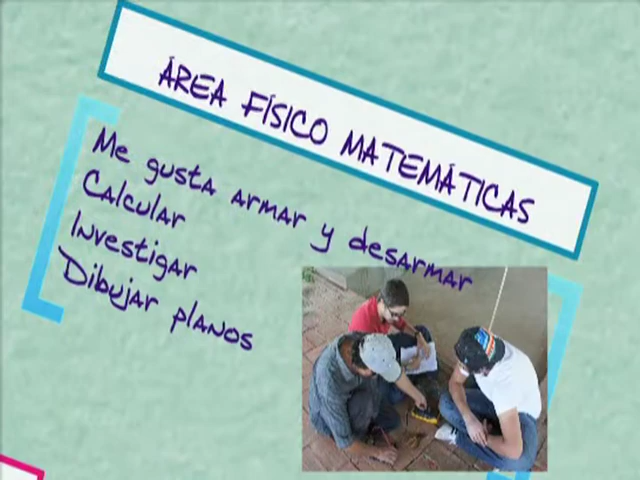 ÁREA FÍSICO MATEMÁTICAS
Me gusta armar y desarmar
Calcular
Investigar
Dibujar planos